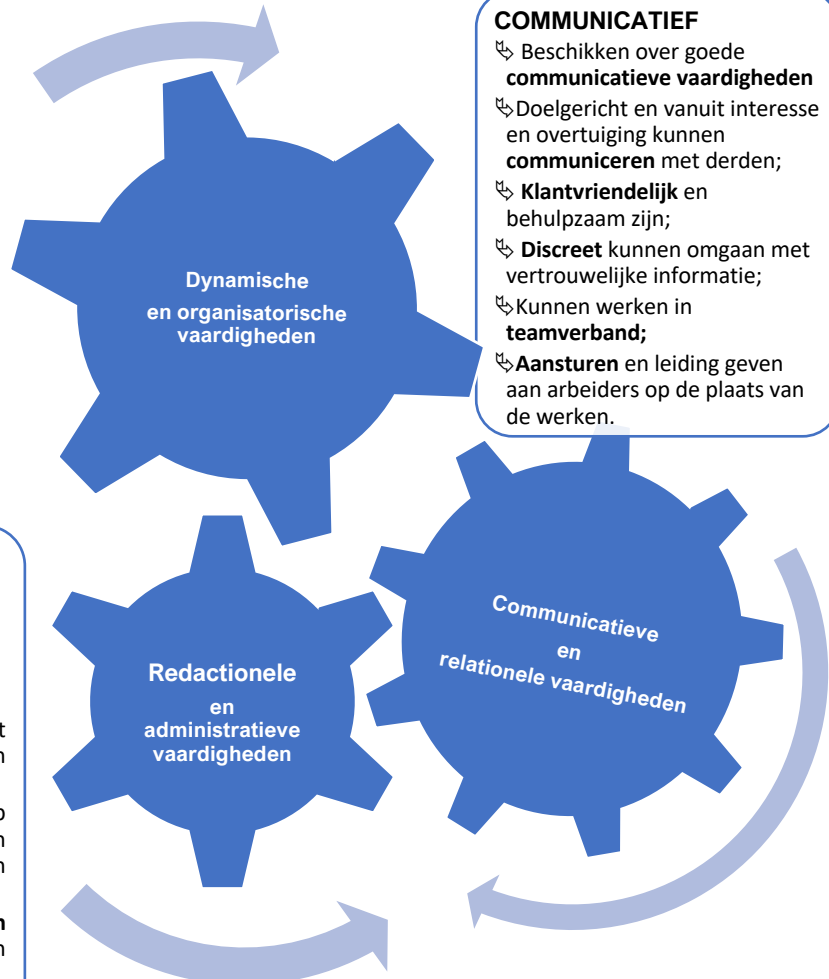 COMMUNICATIEF
Beschikken over goede
communicatieve vaardigheden
Doelgericht en vanuit interesse
en overtuiging kunnen
communiceren met derden;
Klantvriendelijk en
behulpzaam zijn;
Discreet kunnen omgaan met
vertrouwelijke informatie;
Kunnen werken in
teamverband;
Aansturen en leiding geven
aan arbeiders op de plaats van
de werken.
Dynamische
en organisatorische
vaardigheden
Communicatieve
en
relationele vaardigheden
Redactionele
en
administratieve
vaardigheden